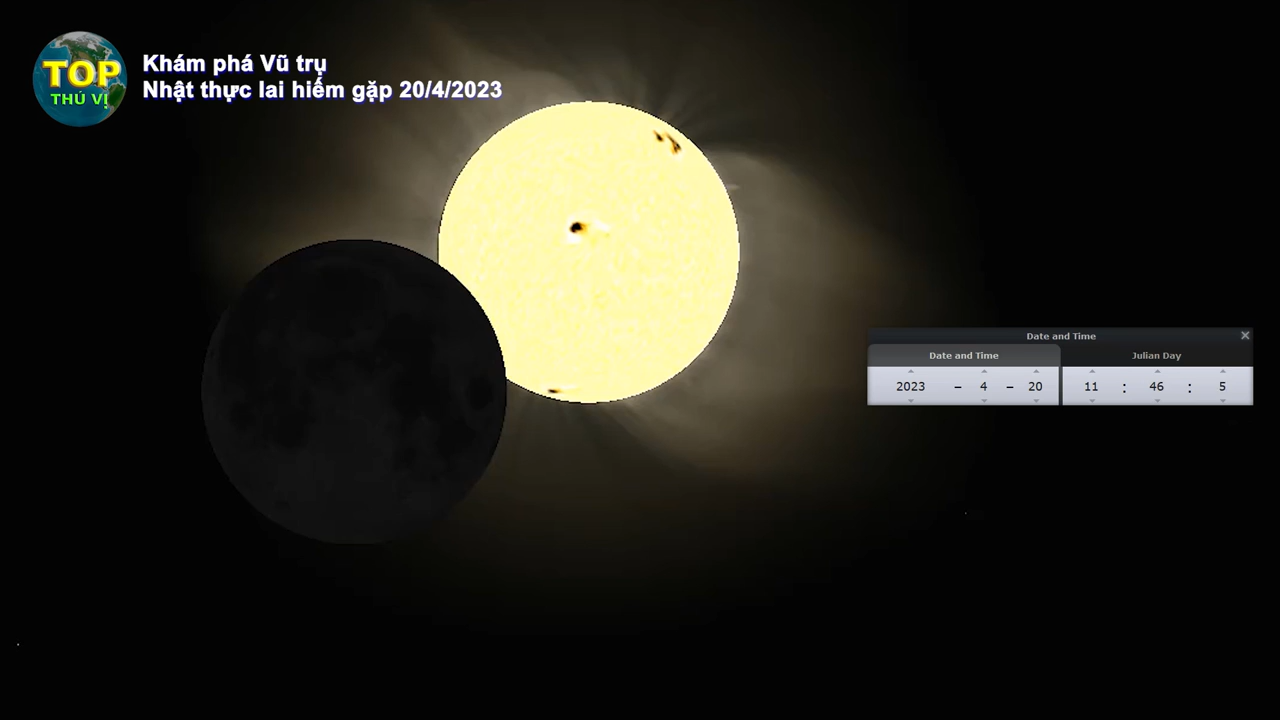 TOP
THÚ VỊ
Khám phá Vũ trụ
Nhật thực lai hiếm gặp 20/4/2023
Date and Time
Date and Time Julian Day
2023 – 4 – 20 11 : 46 : 5